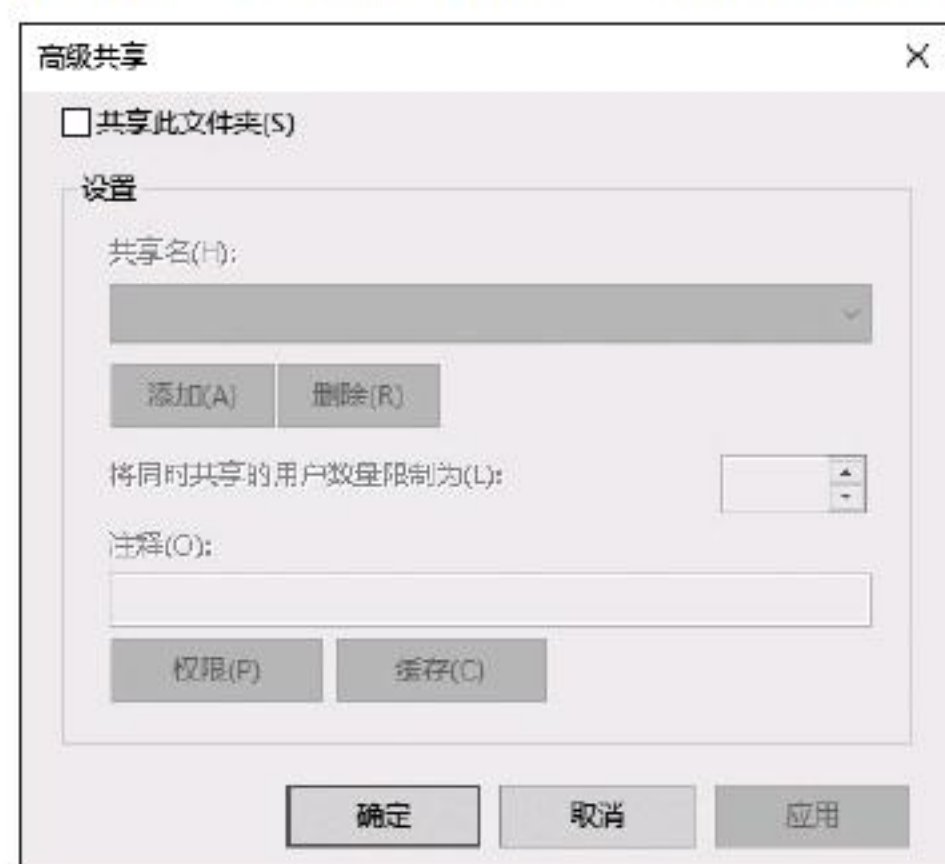 高级共享
共享此文件夹(S)
设置
共享名(H):
添加(A) 删除(R)
将同时共享的用户数量限制为(L):
注释(O):
权限(P) 缓存(C)
确定 取消 应用